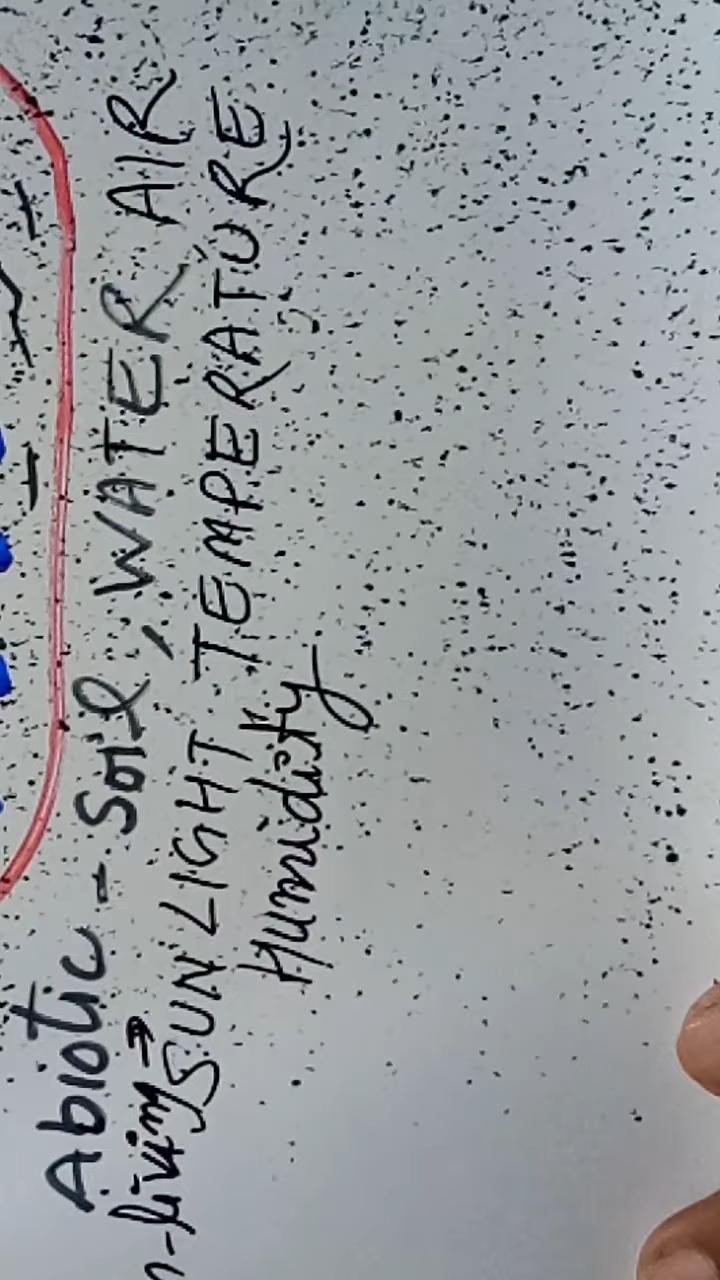 Abiotic - Soil, WATER AIR
n-living → SUNLIGHT TEMPERATURE
Humidity